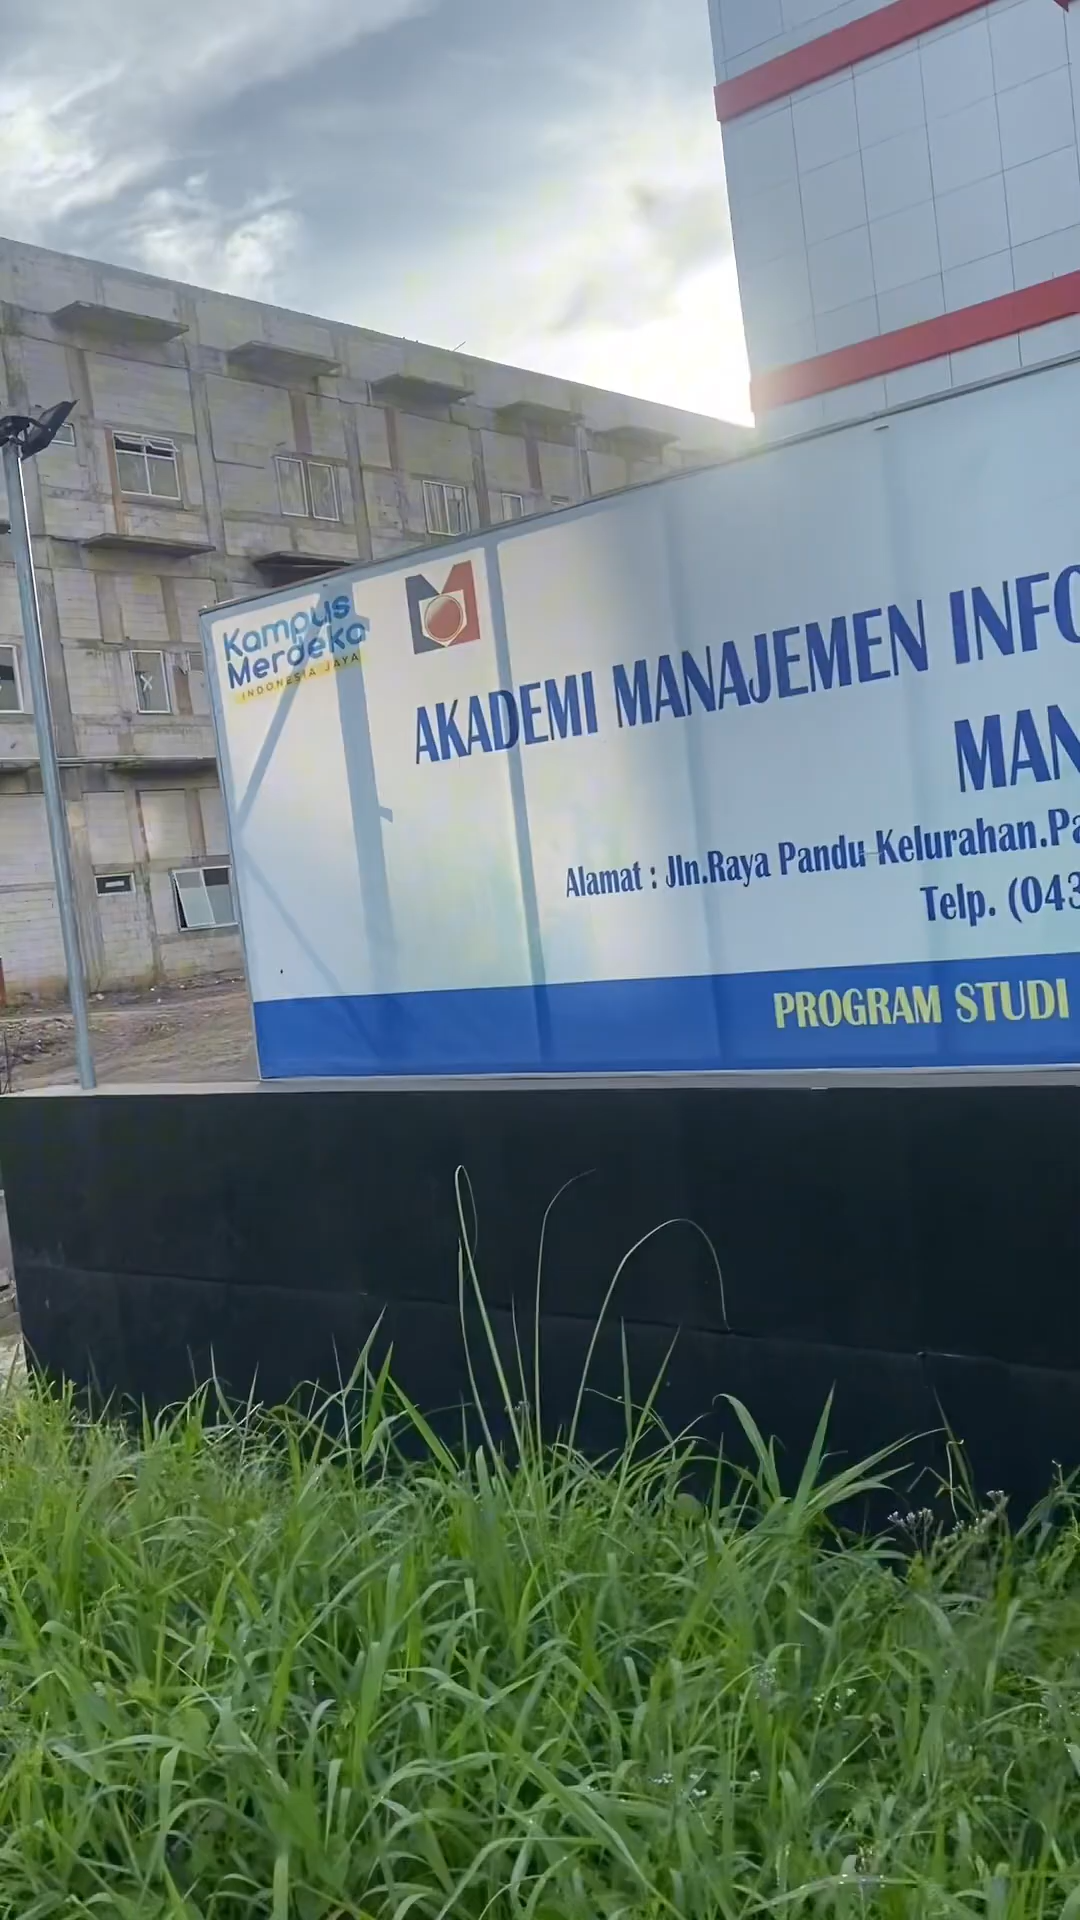 Kampus
Merdeka
INDONESIA JAYA
AKADEMI MANAJEMEN INFO
MAN
Alamat : Jln.Raya Pandu Kelurahan.Pa
Telp. (043
PROGRAM STUDI